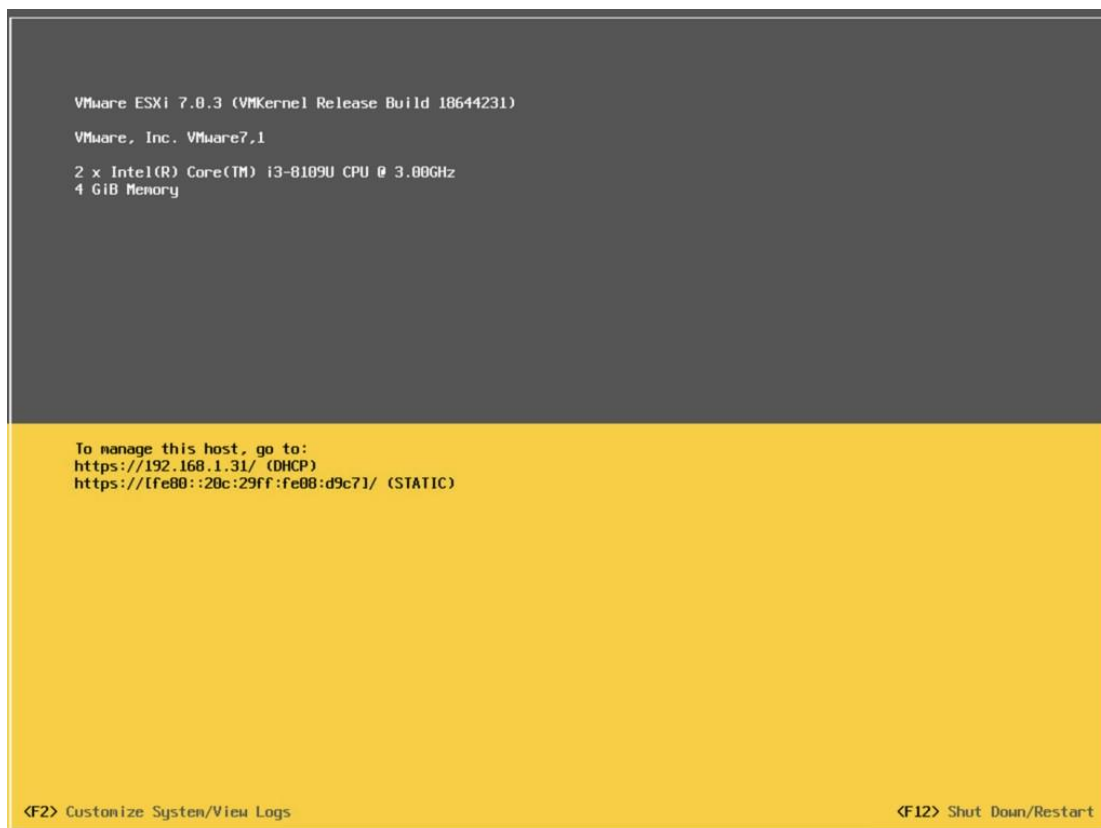 VMware ESXi 7.0.3 (VMKernel Release Build 18644231)
VMware, Inc. VMware7,1
2 x Intel(R) Core(TM) i3-8109U CPU @ 3.00GHz
4 GiB Memory
To manage this host, go to:
https://192.168.1.31/ (DHCP)
https://[fe80::20c:29ff:fe08:d9c7]/ (STATIC)
<F2> Customize System/View Logs
<F12> Shut Down/Restart